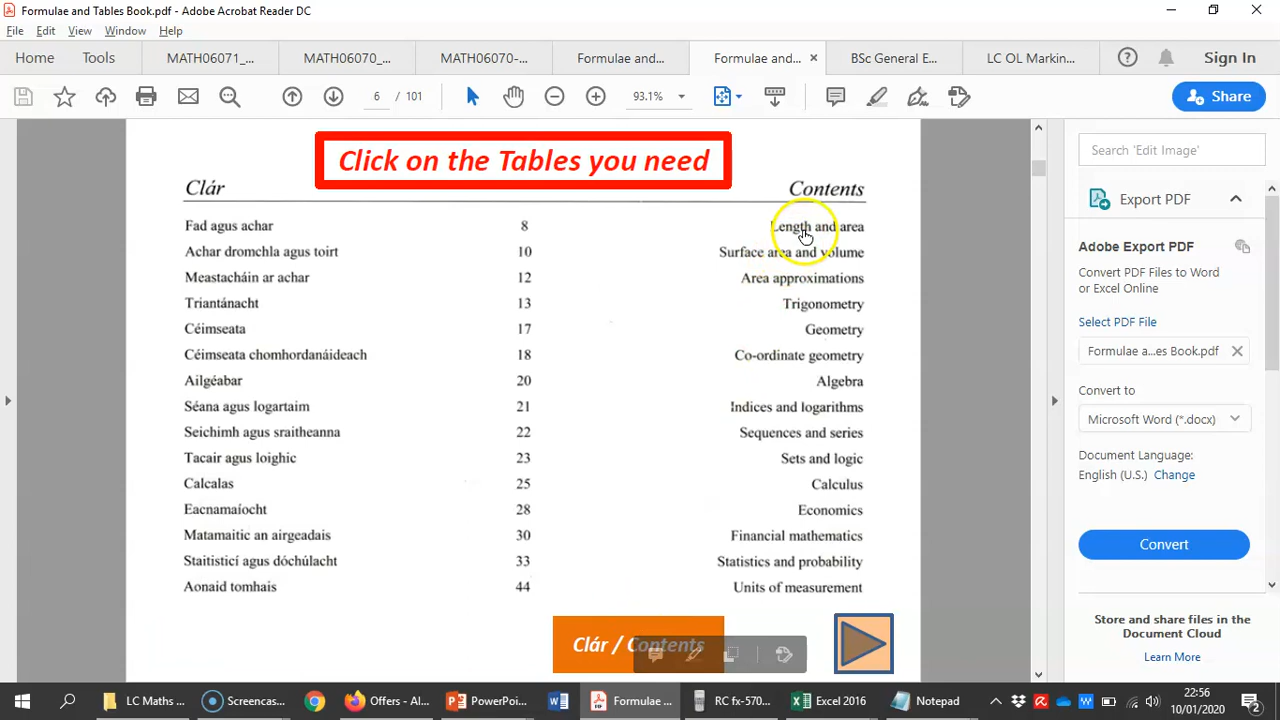 Formulae and Tables Book.pdf - Adobe Acrobat Reader DC
File Edit View Window Help
Home Tools MATH06071_... MATH06070_... MATH06070-... Formulae and... Formulae and... BSc General E... LC OL Markin... Sign In
6 / 101 93.1% Share
Click on the Tables you need
Clár Contents
Fad agus achar 8 Length and area
Achar dromchla agus toirt 10 Surface area and volume
Meastacháin ar achar 12 Area approximations
Triantánacht 13 Trigonometry
Céimseata 17 Geometry
Céimseata chomhordanáideach 18 Co-ordinate geometry
Ailgéabar 20 Algebra
Séana agus logartaim 21 Indices and logarithms
Seichimh agus sraitheanna 22 Sequences and series
Tacair agus loighic 23 Sets and logic
Calcalas 25 Calculus
Eacnamaíocht 28 Economics
Matamaitic an airgeadais 30 Financial mathematics
Staitisticí agus dóchúlacht 33 Statistics and probability
Aonaid tomhais 44 Units of measurement
Clár / Contents
Search 'Edit Image'
Export PDF
Adobe Export PDF
Convert PDF Files to Word
or Excel Online
Select PDF File
Formulae a...es Book.pdf
Convert to
Microsoft Word (*.docx)
Document Language:
English (U.S.) Change
Convert
Store and share files in the
Document Cloud
Learn More
LC Maths ... Screencas... Offers - Al... PowerPoi... Formulae ... RC fx-570... Excel 2016 Notepad 22:56
10/01/2020 2